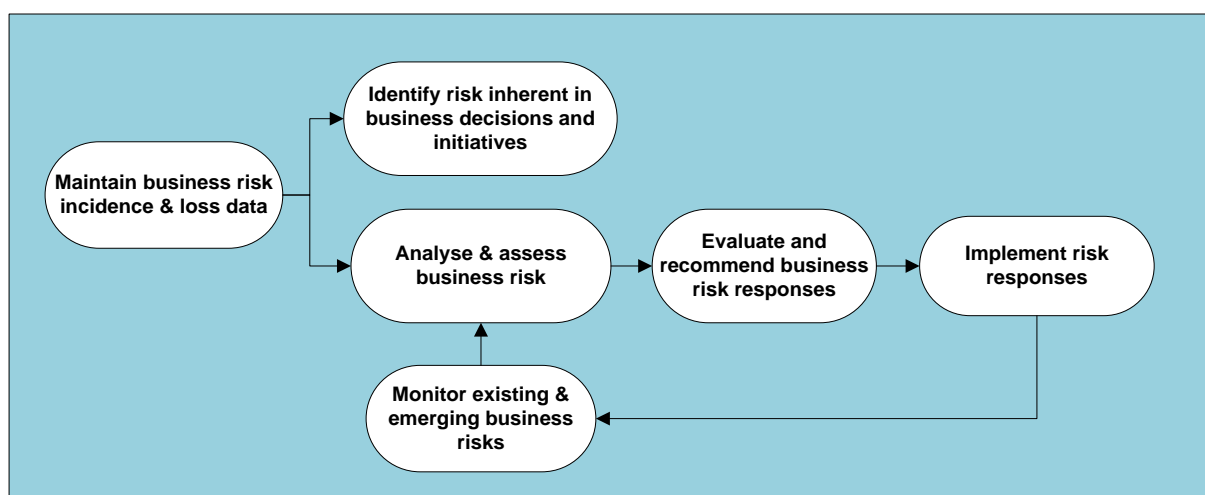 Identify risk inherent in
business decisions and
initiatives
Maintain business risk
incidence & loss data
Analyse & assess
business risk
Evaluate and
recommend business
risk responses
Implement risk
responses
Monitor existing &
emerging business
risks